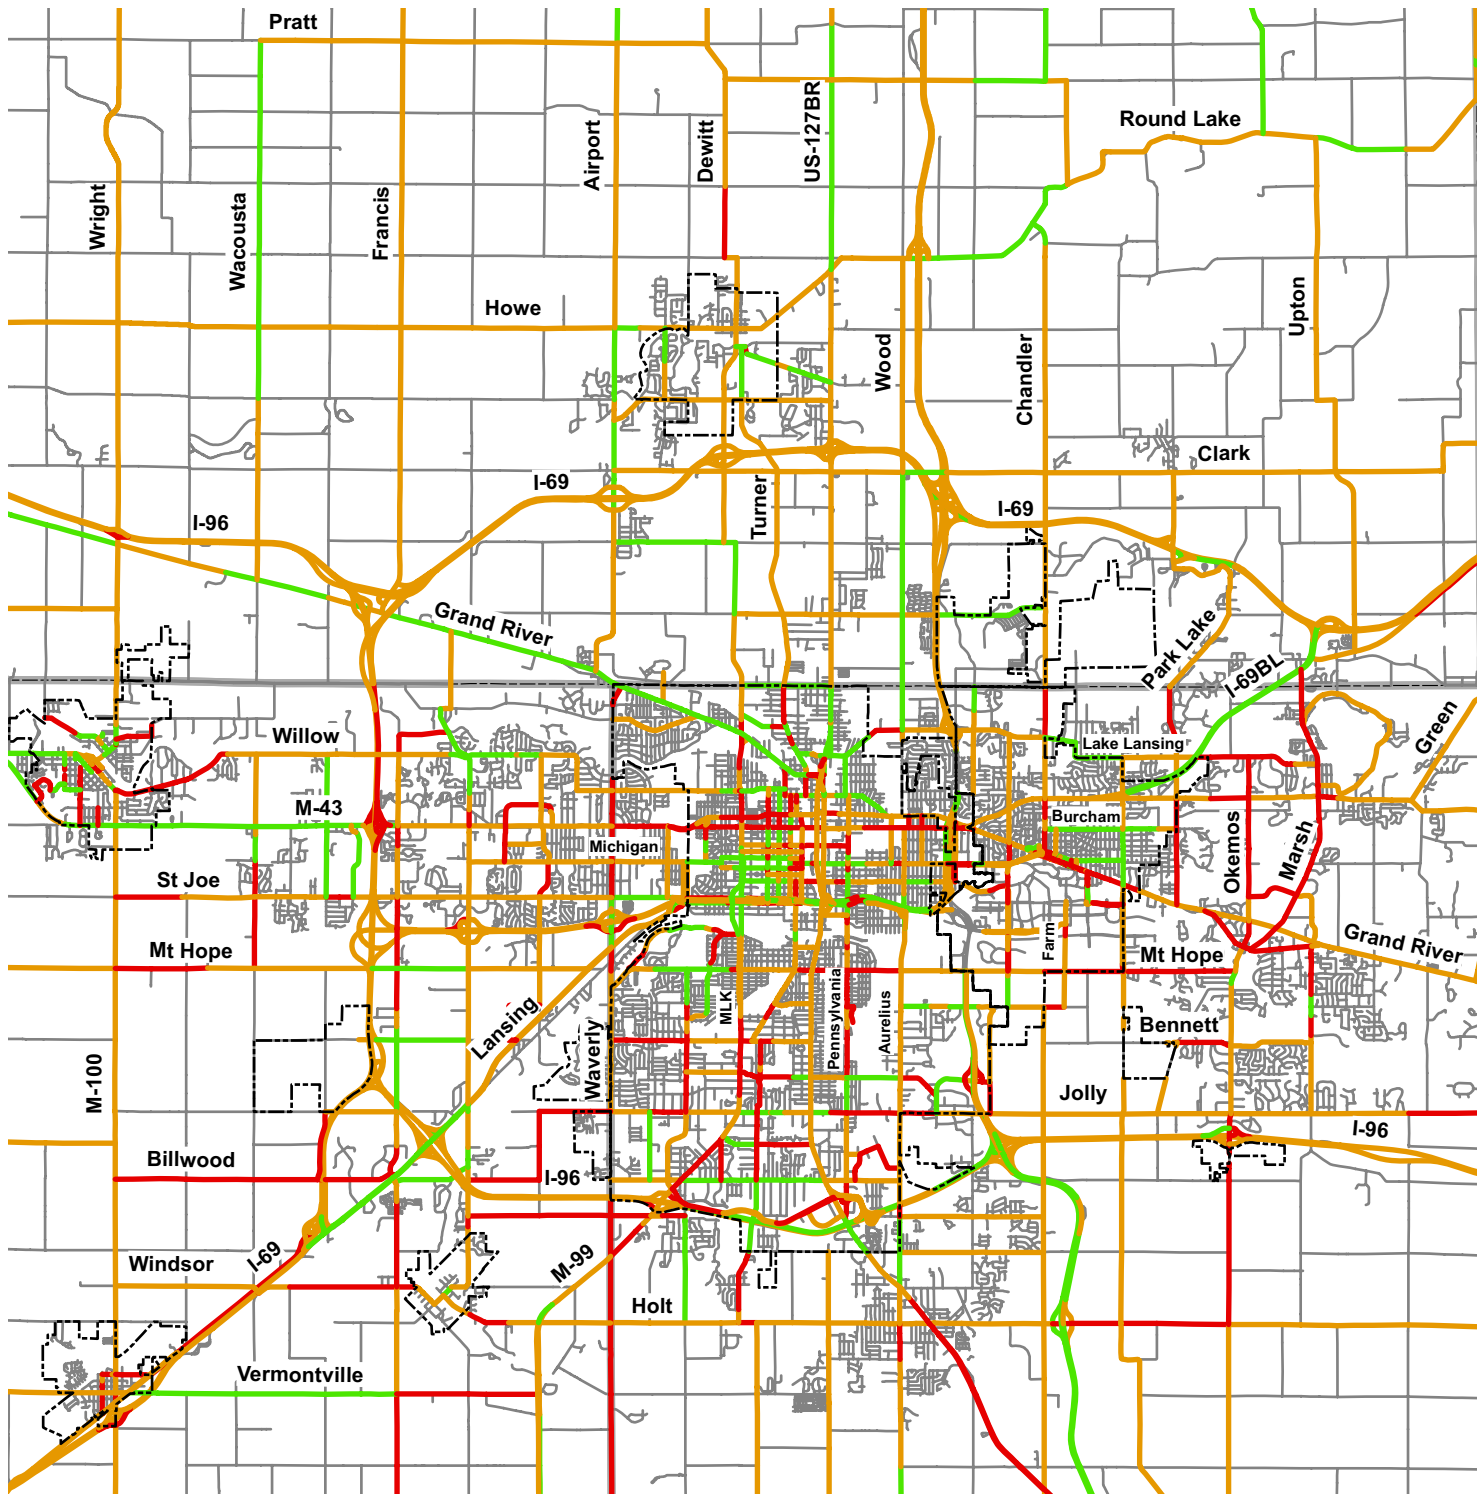 Pratt
Round Lake
Wright
Wacousta
Francis
Airport
Dewitt
US-127BR
Howe
Wood
Chandler
Upton
Clark
I-69
I-96
Turner
I-69
Grand River
Park Lake
I-69BL
Green
Willow
Lake Lansing
M-43
Burcham
Michigan
Okemos
Marsh
St Joe
Mt Hope
Farm
Mt Hope
Grand River
MLK
Pennsylvania
Aurelius
Lansing
Waverly
Bennett
M-100
Jolly
I-96
Billwood
I-96
Windsor
I-69
M-99
Holt
Vermontville